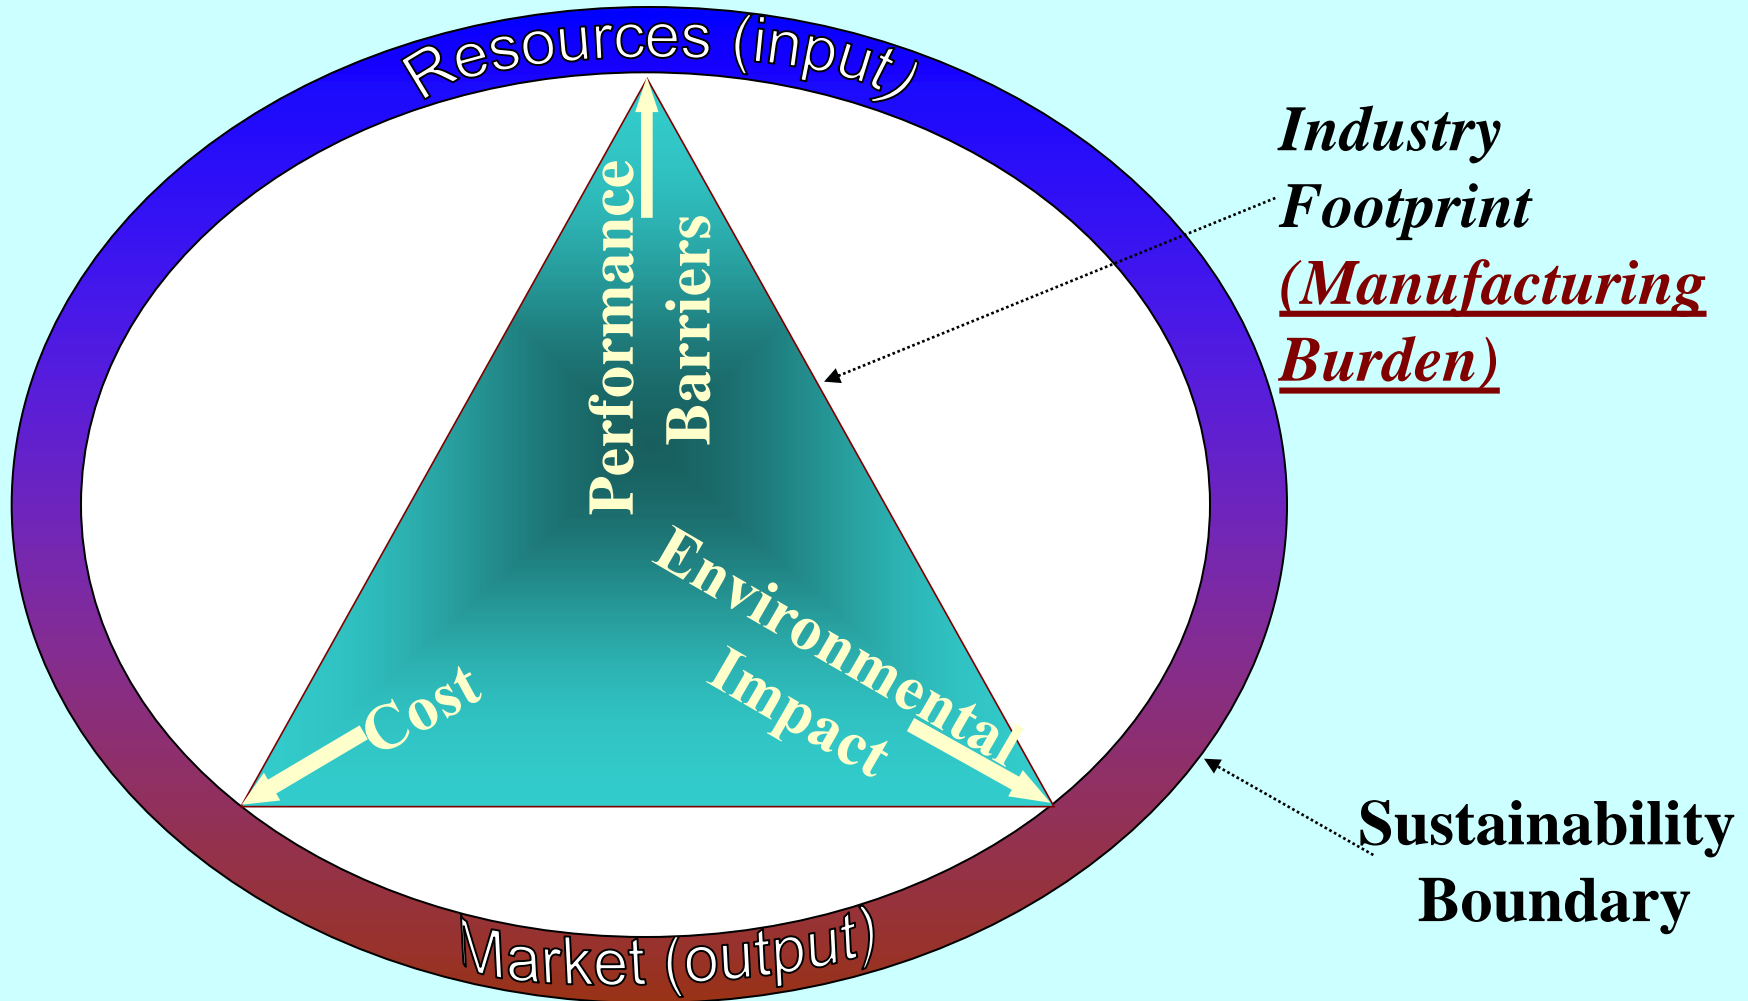 Resources (input)
Industry
Footprint
(Manufacturing
Burden)
Performance
Barriers
Environmental
Impact
Cost
Sustainability
Boundary
Market (output)